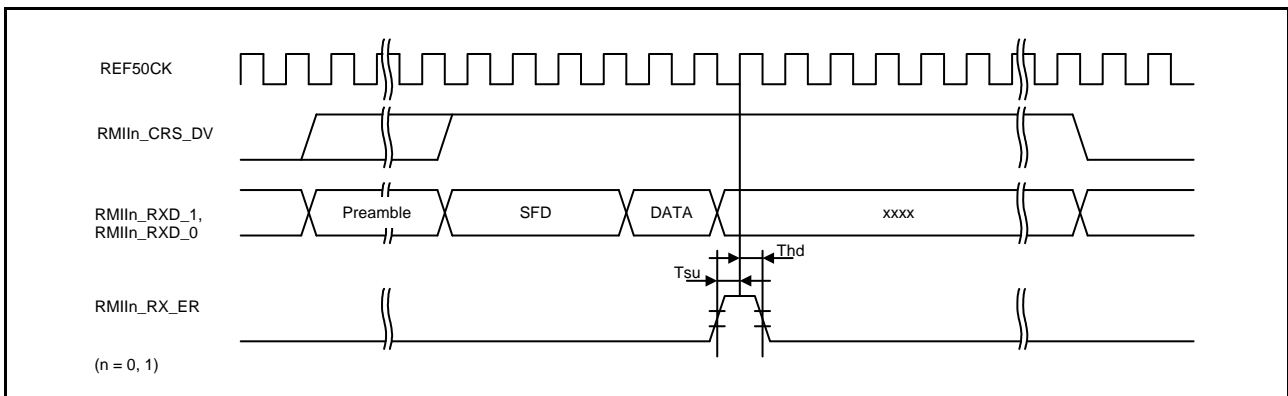 REF50CK
RMIIn_CRS_DV
RMIIn_RXD_1,
RMIIn_RXD_0
Preamble
SFD
DATA
xxxx
Thd
Tsu
RMIIn_RX_ER
(n = 0, 1)